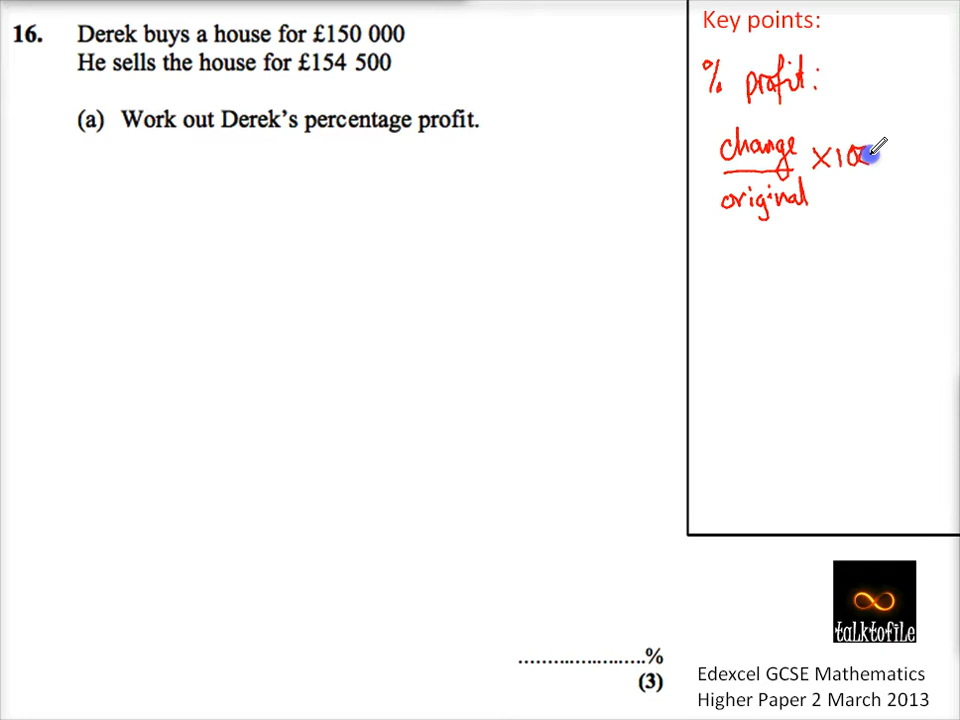 16. Derek buys a house for £150 000
He sells the house for £154 500
(a) Work out Derek's percentage profit.
………..…..….…..%
(3)
Key points:
% profit:
change
original
×100
talktofile
Edexcel GCSE Mathematics
Higher Paper 2 March 2013